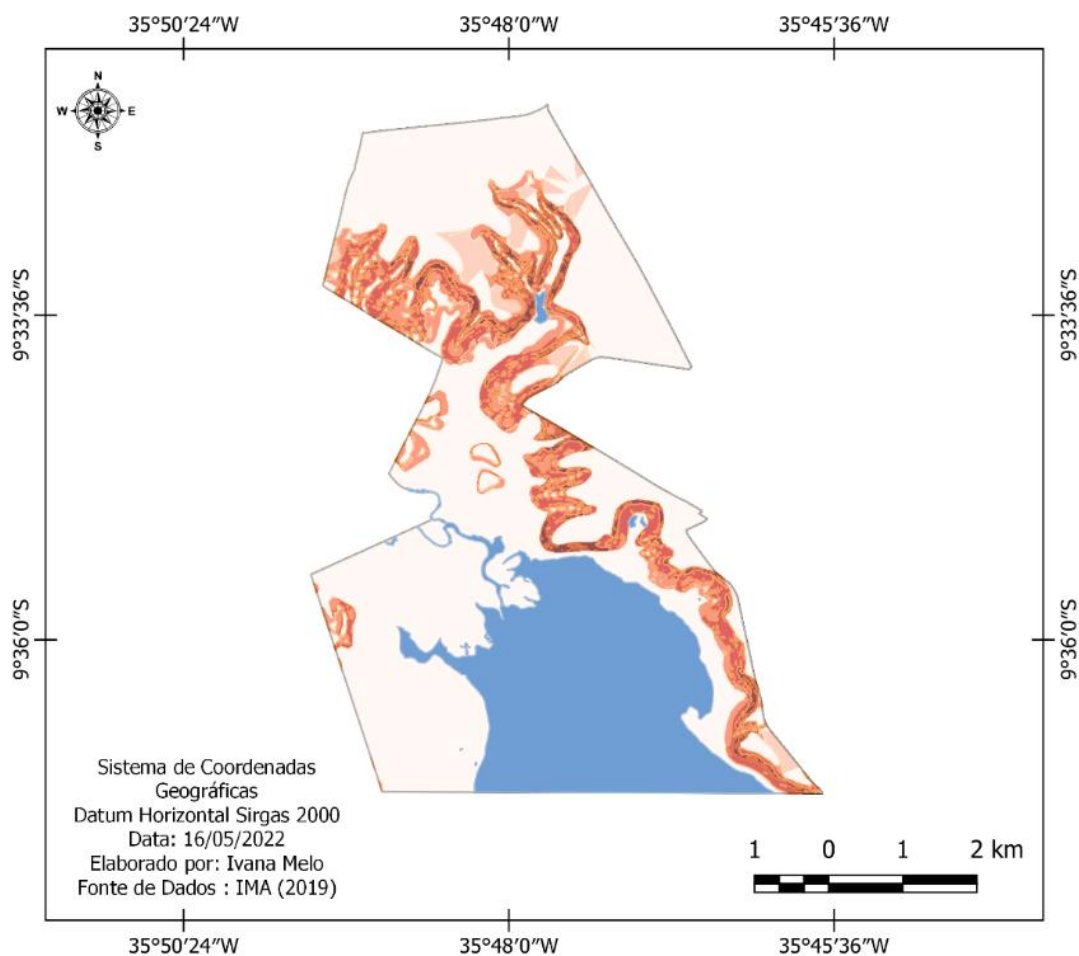 35°50'24"W 35°48'0"W 35°45'36"W
N
W E
S
9°33'36"S 9°33'36"S
9°36'0"S 9°36'0"S
Sistema de Coordenadas
Geográficas
Datum Horizontal Sirgas 2000
Data: 16/05/2022
Elaborado por: Ivana Melo
Fonte de Dados : IMA (2019)
1 0 1 2 km
35°50'24"W 35°48'0"W 35°45'36"W